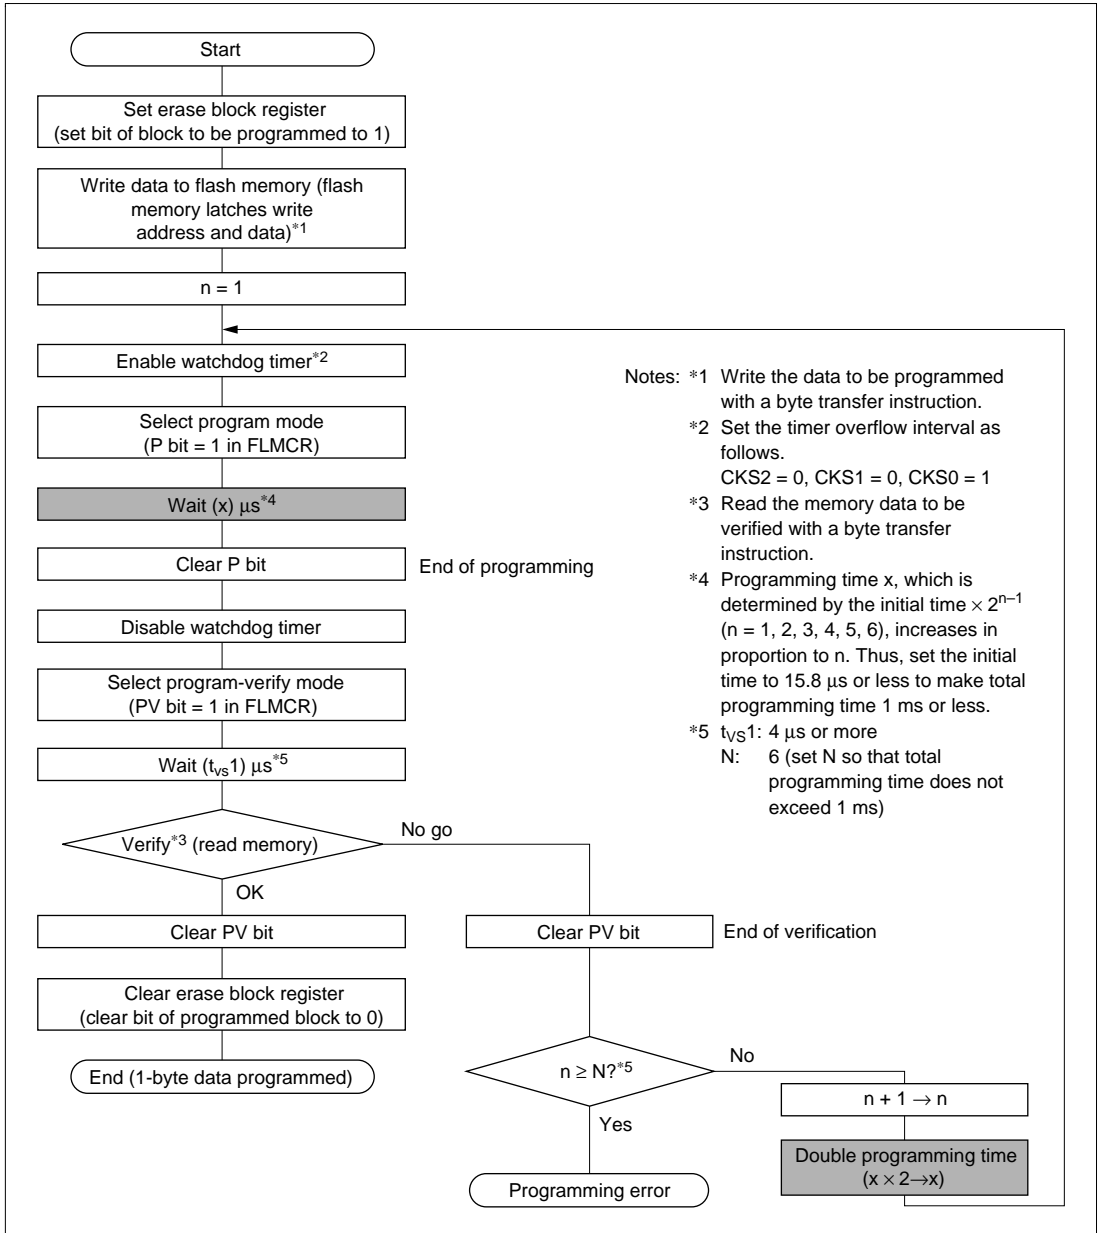 Start
Set erase block register
(set bit of block to be programmed to 1)
Write data to flash memory (flash
memory latches write
address and data)*1
n = 1
Enable watchdog timer*2
Select program mode
(P bit = 1 in FLMCR)
Wait (x) μs*4
Clear P bit
End of programming
Disable watchdog timer
Select program-verify mode
(PV bit = 1 in FLMCR)
Wait (tvs1) μs*5
Verify*3 (read memory)
No go
OK
Clear PV bit
Clear erase block register
(clear bit of programmed block to 0)
End (1-byte data programmed)
Clear PV bit
End of verification
n ≥ N?*5
No
Yes
Programming error
n + 1 → n
Double programming time
(x × 2→x)
Notes: *1 Write the data to be programmed
with a byte transfer instruction.
*2 Set the timer overflow interval as
follows.
CKS2 = 0, CKS1 = 0, CKS0 = 1
*3 Read the memory data to be
verified with a byte transfer
instruction.
*4 Programming time x, which is
determined by the initial time × 2^n–1
(n = 1, 2, 3, 4, 5, 6), increases in
proportion to n. Thus, set the initial
time to 15.8 μs or less to make total
programming time 1 ms or less.
*5 tVS1: 4 μs or more
N: 6 (set N so that total
programming time does not
exceed 1 ms)